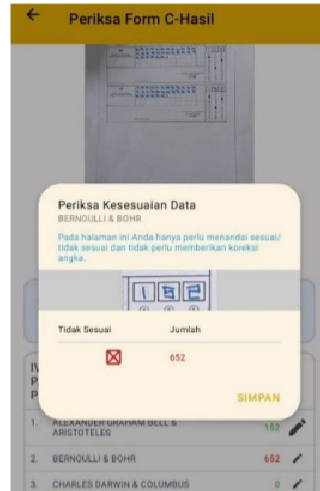 Periksa Form C-Hasil
Periksa Kesesuaian Data
BERNOULLI & BOHR
Pada halaman ini Anda hanya perlu menandai sesuai/
tidak sesuai dan tidak perlu memberikan koreksi
angka.
152
Tidak Sesuai Jumlah
652
SIMPAN
1. ALEXANDER GRAHAM BELL &
ARISTOTELES 152
2. BERNOULLI & BOHR 652
3. CHARLES DARWIN & COLUMBUS 0